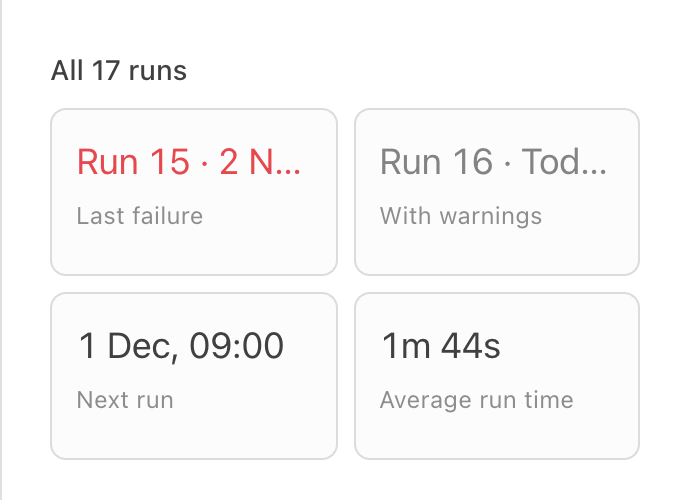 All 17 runs
Run 15 · 2 N...
Last failure
Run 16 · Tod...
With warnings
1 Dec, 09:00
Next run
1m 44s
Average run time